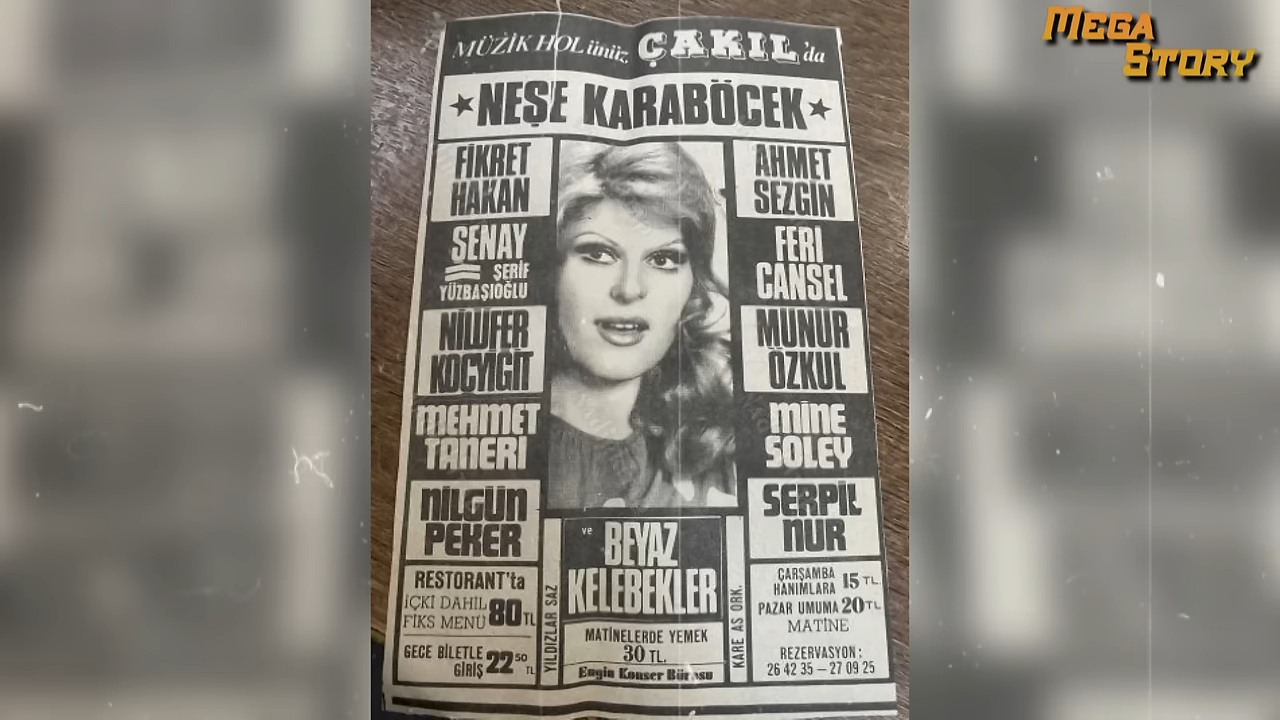 MEGA
STORY
MÜZİK HOLünüz ÇAKIL'da
★NEŞE KARABÖCEK★
FİKRET
HAKAN
ŞENAY
ŞERİF
YÜZBAŞIOĞLU
NİLÜFER
KOÇYİĞİT
MEHMET
TANERİ
NİLGÜN
PEKER
AHMET
SEZGİN
FERİ
CANSEL
MUNUR
ÖZKUL
MİNE
SOLEY
SERPİL
NUR
ve BEYAZ
KELEBEKLER
RESTORANT'ta
İÇKİ DAHİL
FİKS MENÜ 80 TL
GECE BİLETLE
GİRİŞ 22 50 TL
YILDIZLAR SAZ
MATİNELERDE YEMEK
30 TL.
Engin Konser Bürosu
KARE AS ORK.
ÇARŞAMBA
HANIMLARA 15 TL.
PAZAR UMUMA 20 TL
MATİNE
REZERVASYON:
26 42 35 — 27 09 25